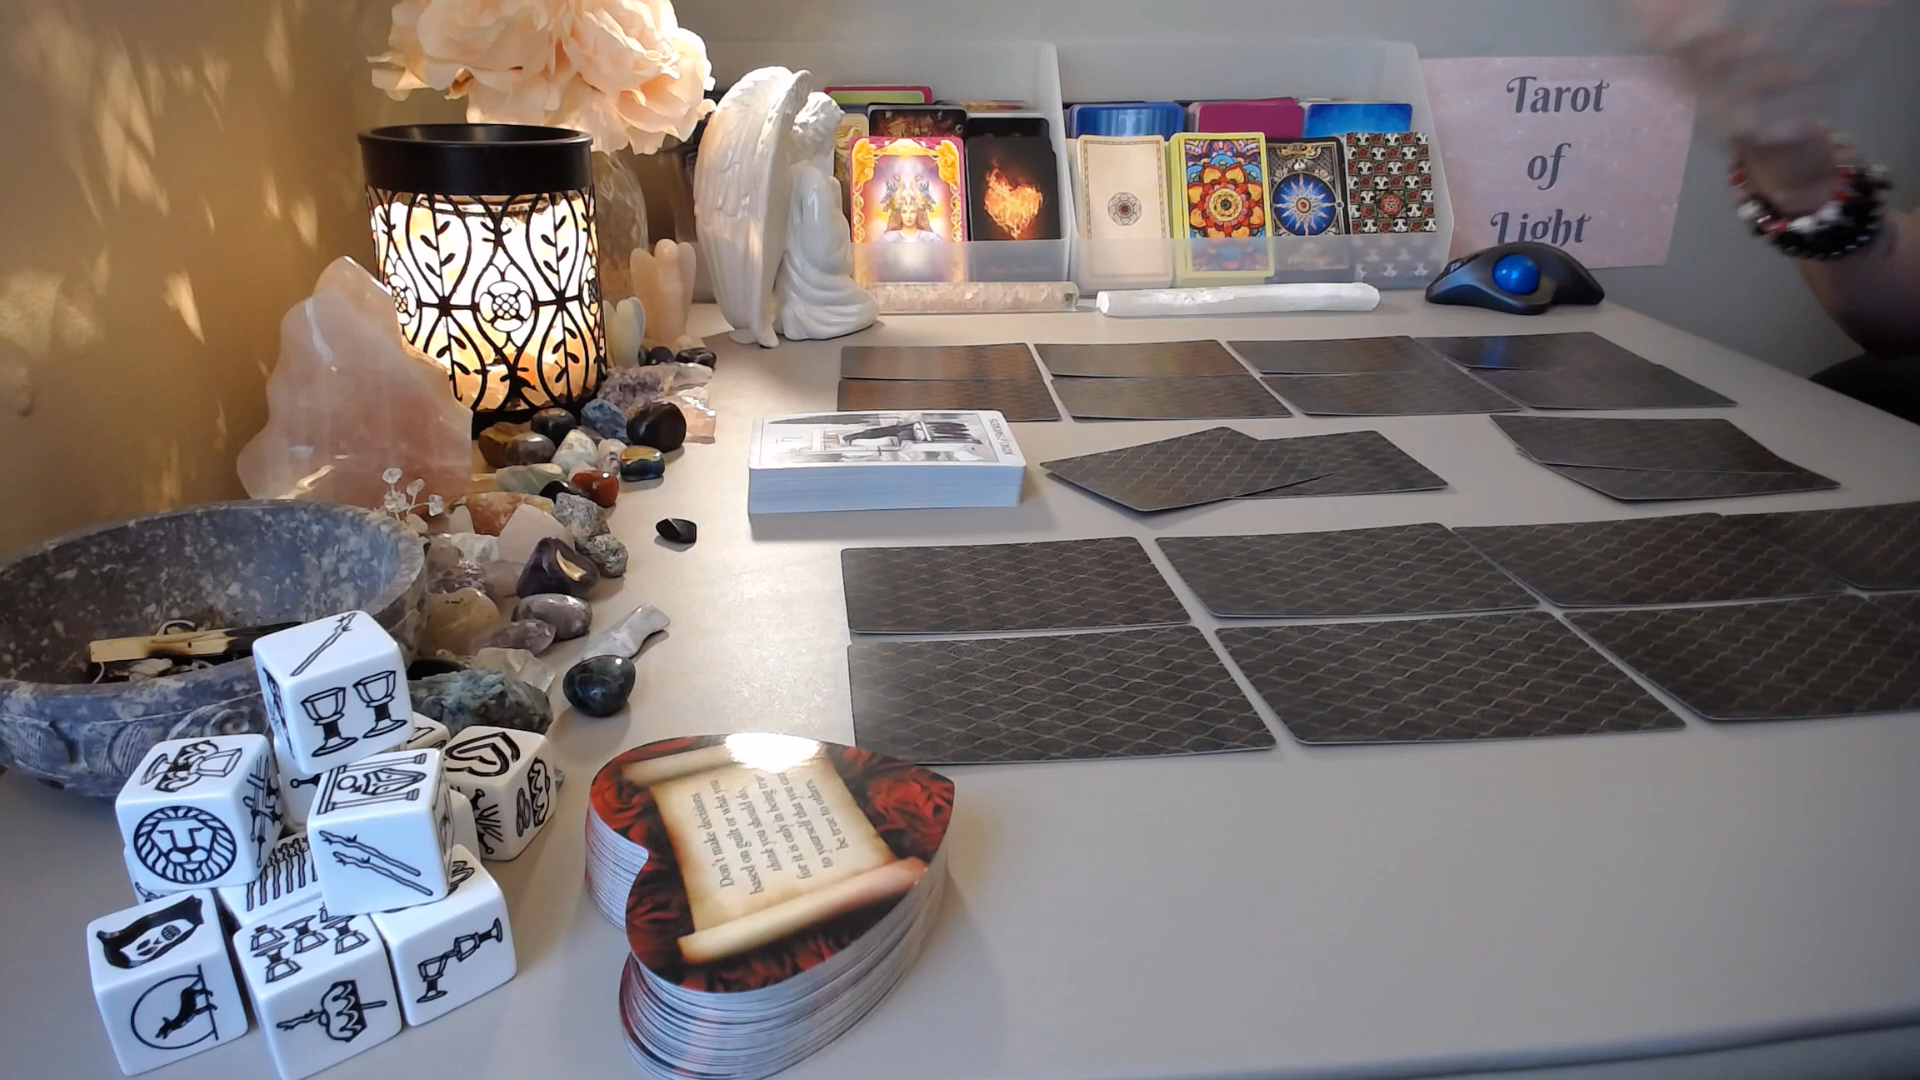 Tarot
of
Light
Don't make decisions
based on guilt or what you
think you should do,
for it is only in being true
to yourself that you can
be true to others.